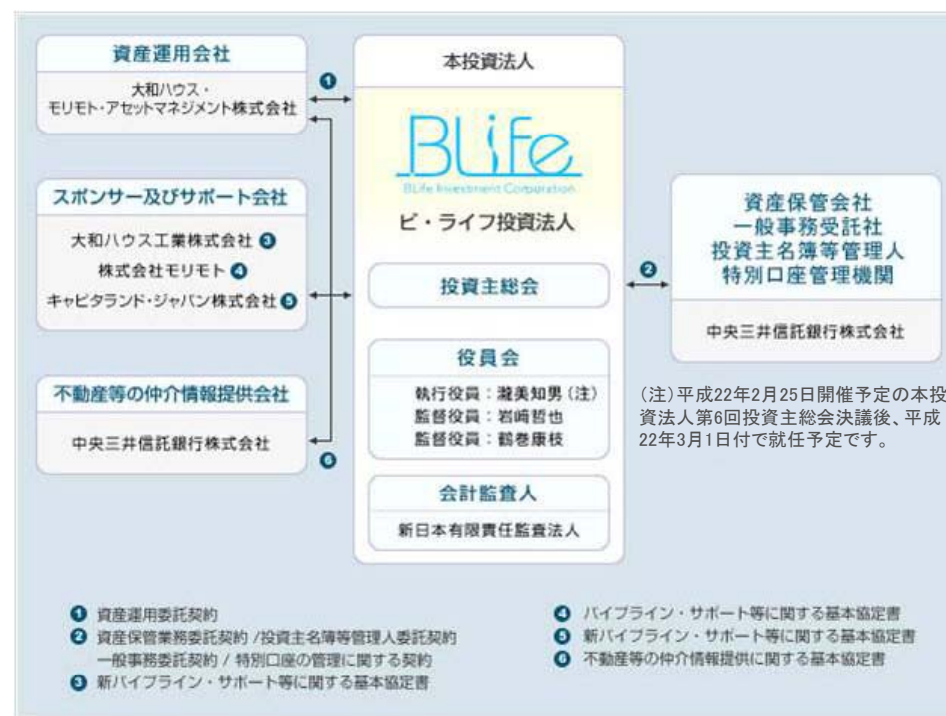 資産運用会社
大和ハウス・
モリモト・アセットマネジメント株式会社
❶
スポンサー及びサポート会社
大和ハウス工業株式会社 ❸
株式会社モリモト ❹
キャピタランド・ジャパン株式会社 ❺
不動産等の仲介情報提供会社
中央三井信託銀行株式会社
❻
本投資法人
BLife
BLife Investment Corporation
ビ・ライフ投資法人
投資主総会
役員会
執行役員：瀧美知男（注）
監督役員：岩﨑哲也
監督役員：鶴巻康枝
会計監査人
新日本有限責任監査法人
❷
資産保管会社
一般事務受託社
投資主名簿等管理人
特別口座管理機関
中央三井信託銀行株式会社
（注）平成22年2月25日開催予定の本投
資法人第6回投資主総会決議後、平成
22年3月1日付で就任予定です。
❶ 資産運用委託契約
❷ 資産保管業務委託契約 /投資主名簿等管理人委託契約
一般事務委託契約 / 特別口座の管理に関する契約
❸ 新パイプライン・サポート等に関する基本協定書
❹ パイプライン・サポート等に関する基本協定書
❺ 新パイプライン・サポート等に関する基本協定書
❻ 不動産等の仲介情報提供に関する基本協定書